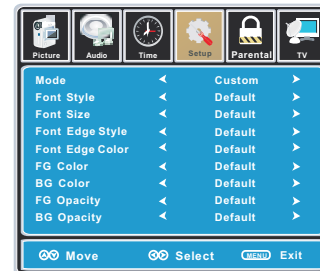 Picture Audio Time Setup Parental TV
Mode Custom
Font Style Default
Font Size Default
Font Edge Style Default
Font Edge Color Default
FG Color Default
BG Color Default
FG Opacity Default
BG Opacity Default
Move Select MENU Exit